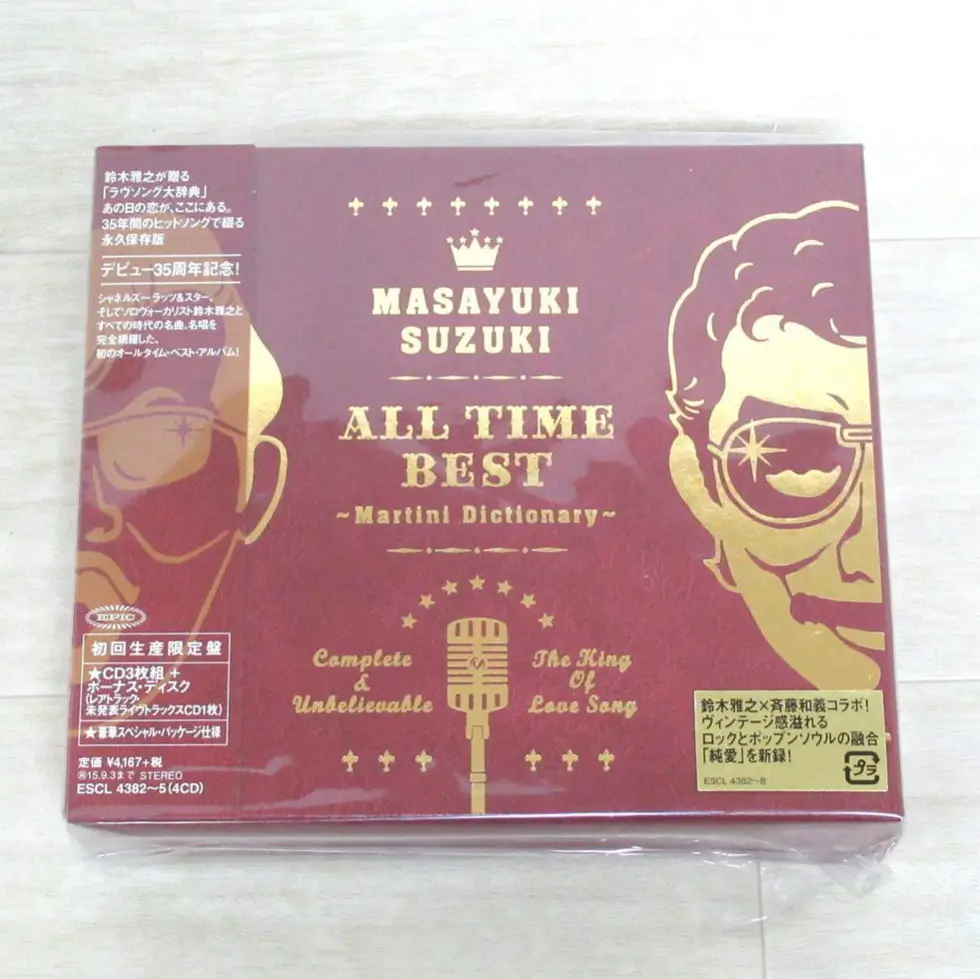 鈴木雅之が贈る
「ラヴソング大辞典」
あの日の恋が、ここにある。
35年間のヒットソングで綴る
永久保存版
デビュー35周年記念!
シャネルズ〜ラッツ&スター、
そしてソロヴォーカリスト鈴木雅之と
すべての時代の名曲、名唱を
完全網羅した、
初のオールタイム・ベスト・アルバム!
EPIC
初回生産限定盤
★CD3枚組 +
ボーナス・ディスク
(レアトラック・
未発表ライヴトラックスCD1枚)
★豪華スペシャル・パッケージ仕様
定価 ¥4,167+税
15.9.3まで STEREO
ESCL 4382〜5(4CD)
MASAYUKI
SUZUKI
ALL TIME
BEST
~Martini Dictionary~
Complete
&
Unbelievable
The King
Of
Love Song
鈴木雅之×斉藤和義コラボ!
ヴィンテージ感溢れる
ロックとポップンソウルの融合
「純愛」を新録!
ESCL 4382〜8
プラ